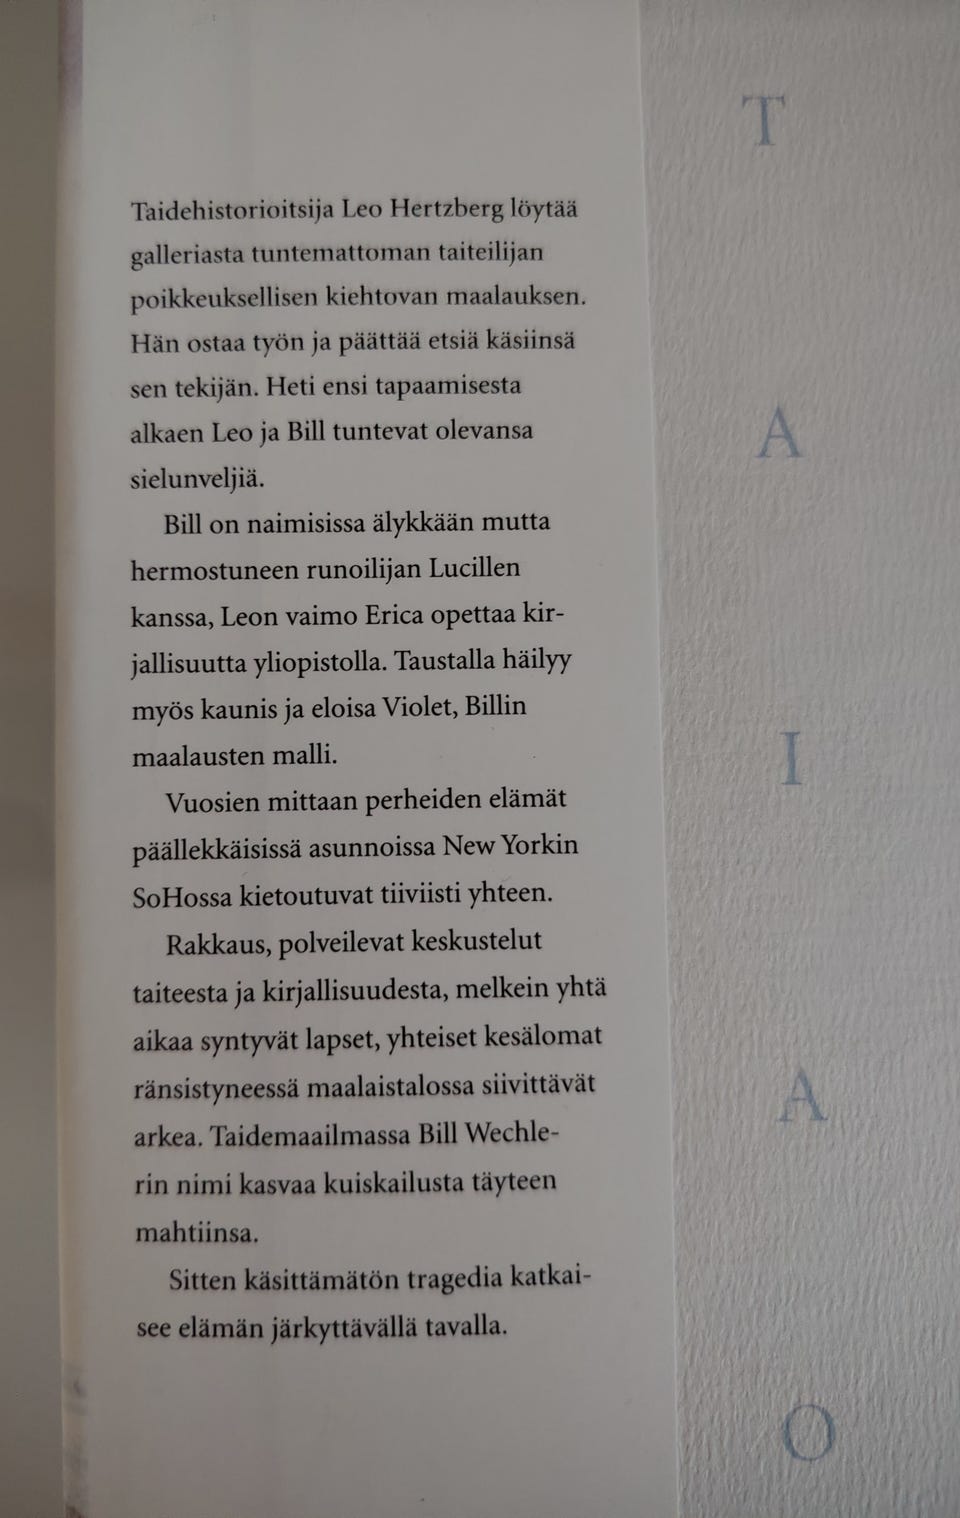 Taidehistorioitsija Leo Hertzberg löytää
galleriasta tuntemattoman taiteilijan
poikkeuksellisen kiehtovan maalauksen.
Hän ostaa työn ja päättää etsiä käsiinsä
sen tekijän. Heti ensi tapaamisesta
alkaen Leo ja Bill tuntevat olevansa
sielunveljiä.
Bill on naimisissa älykkään mutta
hermostuneen runoilijan Lucillen
kanssa, Leon vaimo Erica opettaa kir-
jallisuutta yliopistolla. Taustalla häilyy
myös kaunis ja eloisa Violet, Billin
maalausten malli.
Vuosien mittaan perheiden elämät
päällekkäisissä asunnoissa New Yorkin
SoHossa kietoutuvat tiiviisti yhteen.
Rakkaus, polveilevat keskustelut
taiteesta ja kirjallisuudesta, melkein yhtä
aikaa syntyvät lapset, yhteiset kesälomat
ränsistyneessä maalaistalossa siivittävät
arkea. Taidemaailmassa Bill Wechle-
rin nimi kasvaa kuiskailusta täyteen
mahtiinsa.
Sitten käsittämätön tragedia katkai-
see elämän järkyttävällä tavalla.
T
A
I
A
O